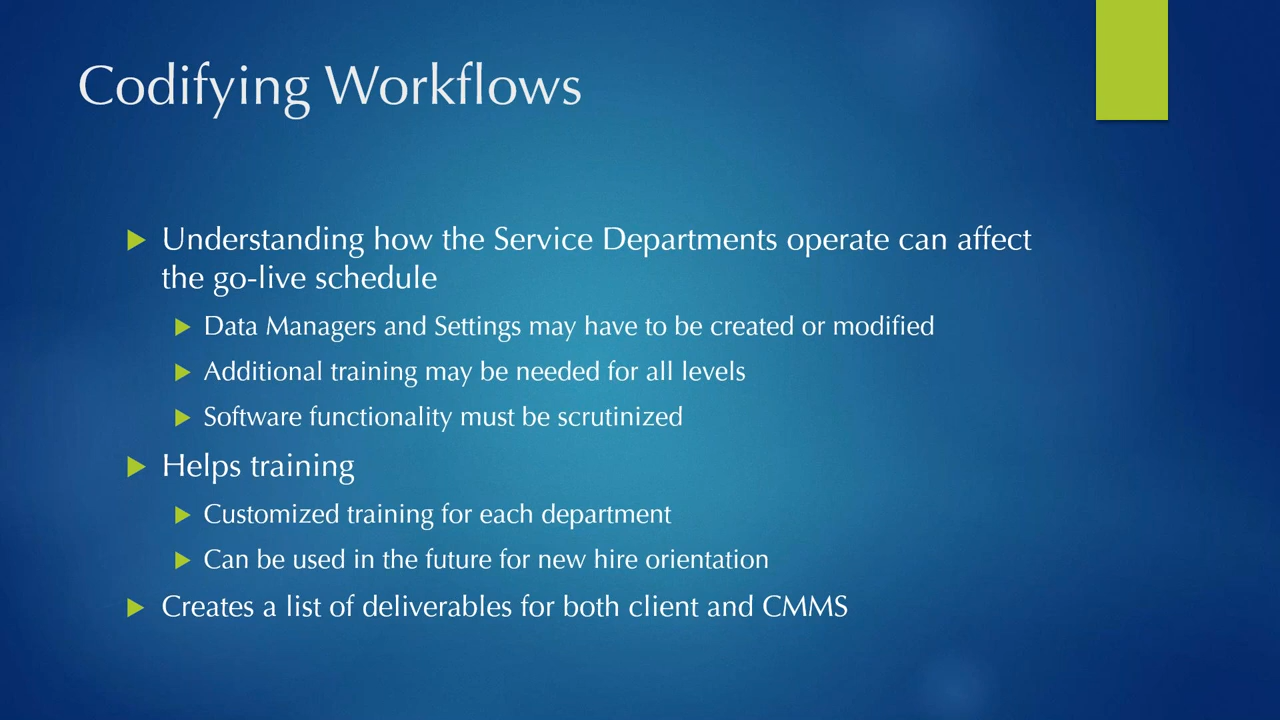 Codifying Workflows
Understanding how the Service Departments operate can affect
the go-live schedule
Data Managers and Settings may have to be created or modified
Additional training may be needed for all levels
Software functionality must be scrutinized
Helps training
Customized training for each department
Can be used in the future for new hire orientation
Creates a list of deliverables for both client and CMMS